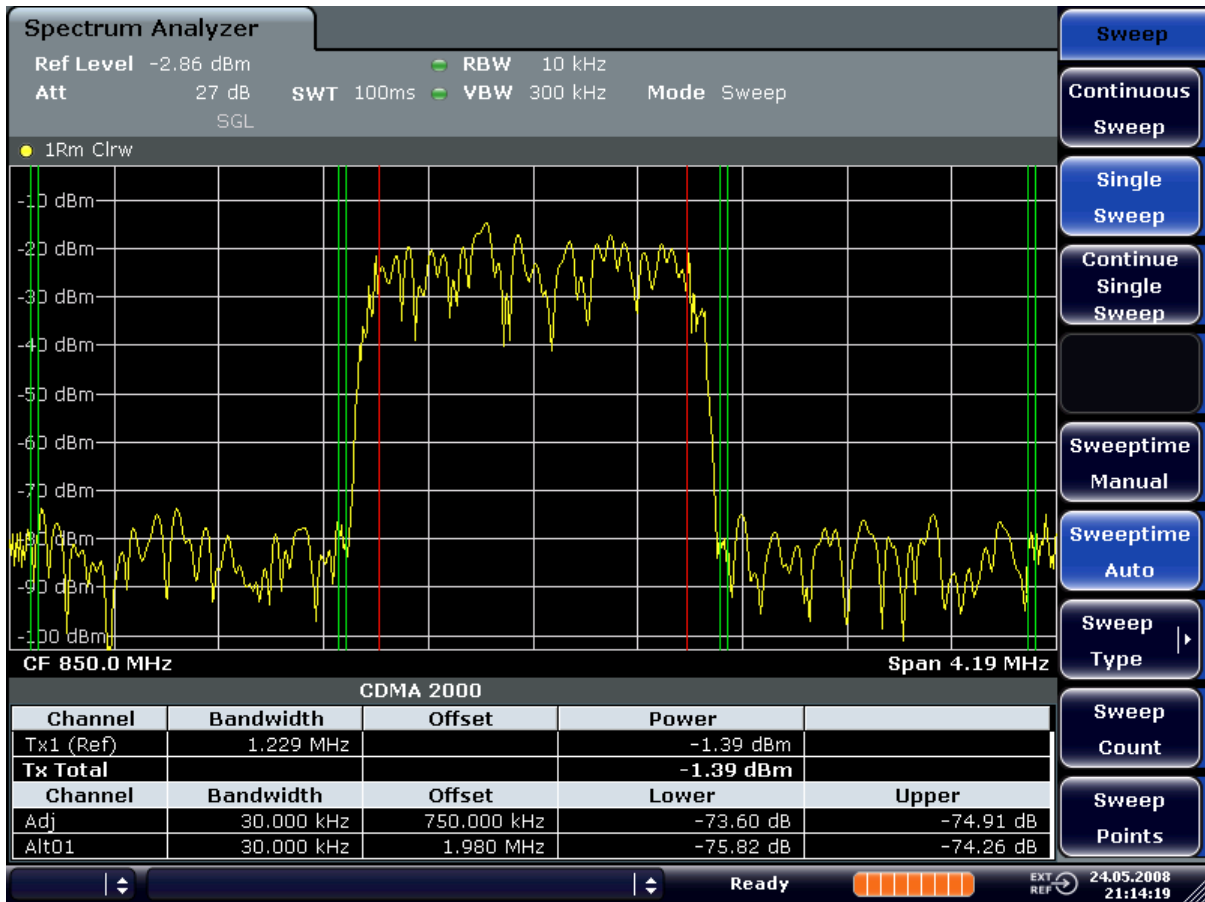 Spectrum Analyzer
Ref Level -2.86 dBm RBW 10 kHz
Att 27 dB SWT 100ms VBW 300 kHz Mode Sweep
SGL
1Rm Clrw
-10 dBm
-20 dBm
-30 dBm
-40 dBm
-50 dBm
-60 dBm
-70 dBm
-80 dBm
-90 dBm
-100 dBm
CF 850.0 MHz Span 4.19 MHz
CDMA 2000
Channel Bandwidth Offset Power
Tx1 (Ref) 1.229 MHz -1.39 dBm
Tx Total -1.39 dBm
Channel Bandwidth Offset Lower Upper
Adj 30.000 kHz 750.000 kHz -73.60 dB -74.91 dB
Alt01 30.000 kHz 1.980 MHz -75.82 dB -74.26 dB
Ready EXT REF 24.05.2008 21:14:19
Sweep
Continuous
Sweep
Single
Sweep
Continue
Single
Sweep
Sweeptime
Manual
Sweeptime
Auto
Sweep
Type
Sweep
Count
Sweep
Points